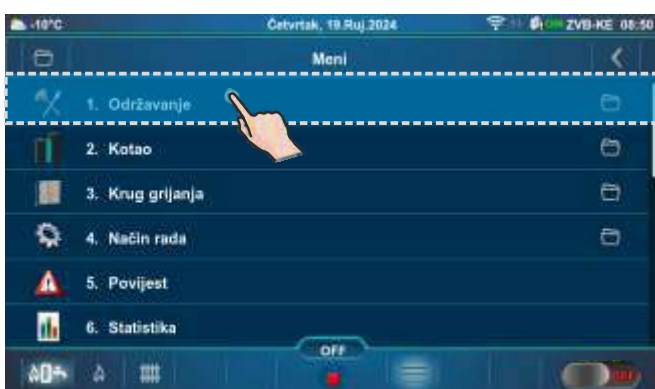 -10°C Četvrtak, 19.Ruj.2024 ZVB-KE 08:50
Meni
1. Održavanje
2. Kotao
3. Krug grijanja
4. Način rada
5. Povijest
6. Statistika
OFF
OFF